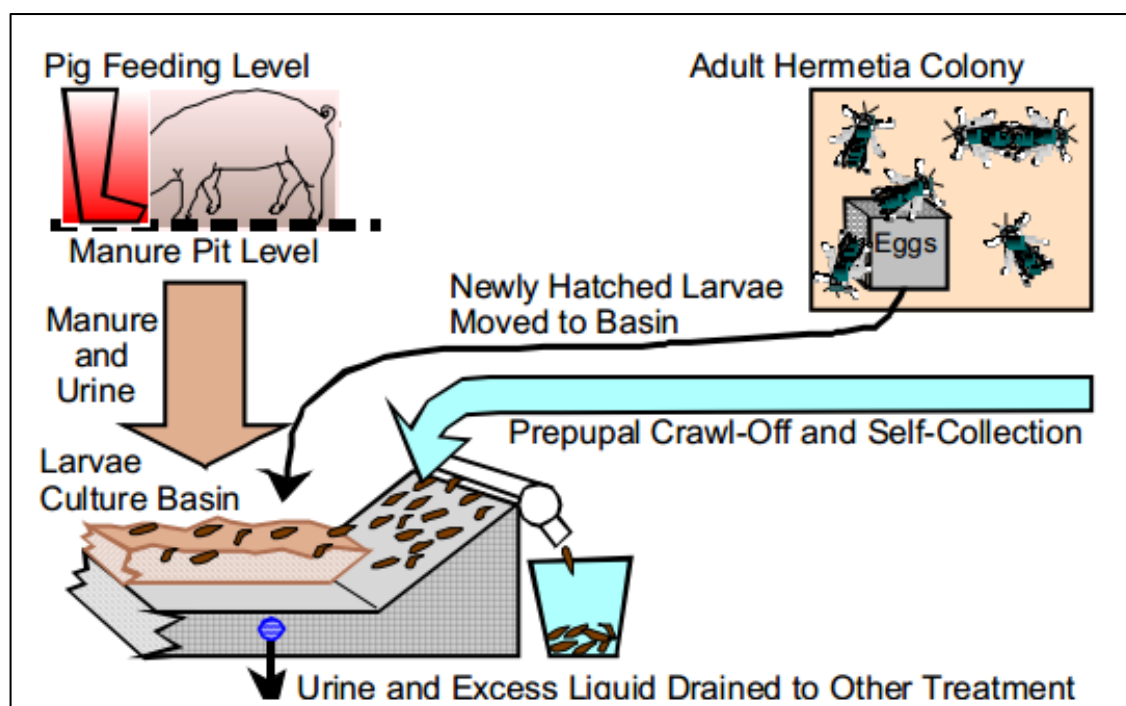 Pig Feeding Level
Adult Hermetia Colony
Manure Pit Level
Eggs
Newly Hatched Larvae
Moved to Basin
Manure
and
Urine
Prepupal Crawl-Off and Self-Collection
Larvae
Culture Basin
Urine and Excess Liquid Drained to Other Treatment